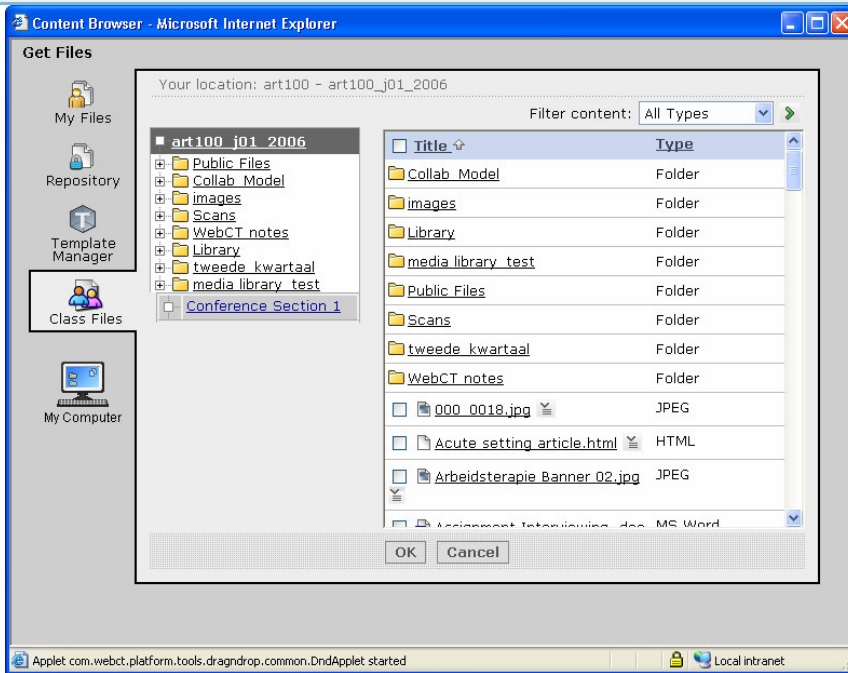 Content Browser - Microsoft Internet Explorer
Get Files
My Files
Repository
Template
Manager
Class Files
My Computer
Your location: art100 - art100_j01_2006
Filter content: All Types
art100_j01_2006
Public Files
Collab_Model
images
Scans
WebCT notes
Library
tweede_kwartaal
media library_test
Conference Section 1
Title Type
Collab_Model Folder
images Folder
Library Folder
media library_test Folder
Public Files Folder
Scans Folder
tweede_kwartaal Folder
WebCT notes Folder
000_0018.jpg JPEG
Acute setting article.html HTML
Arbeidsterapie Banner 02.jpg JPEG
Assignment Interviewing doc MS Word
OK Cancel
Applet com.webct.platform.tools.dragndrop.common.DndApplet started
Local intranet